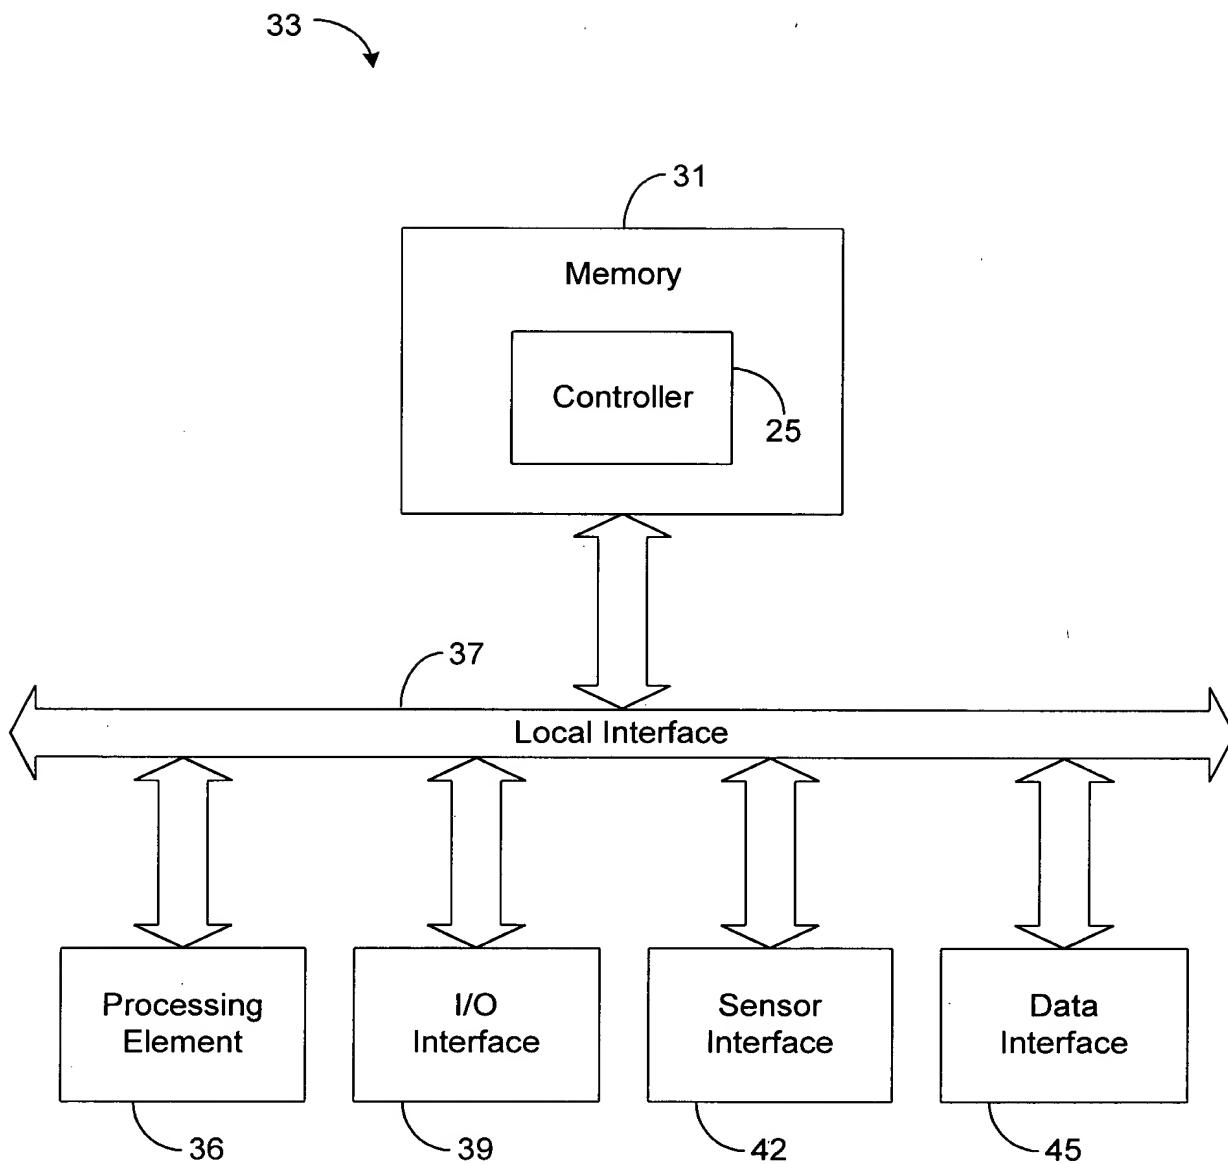 33
31
Memory
Controller
25
37
Local Interface
Processing
Element
I/O
Interface
Sensor
Interface
Data
Interface
36
39
42
45